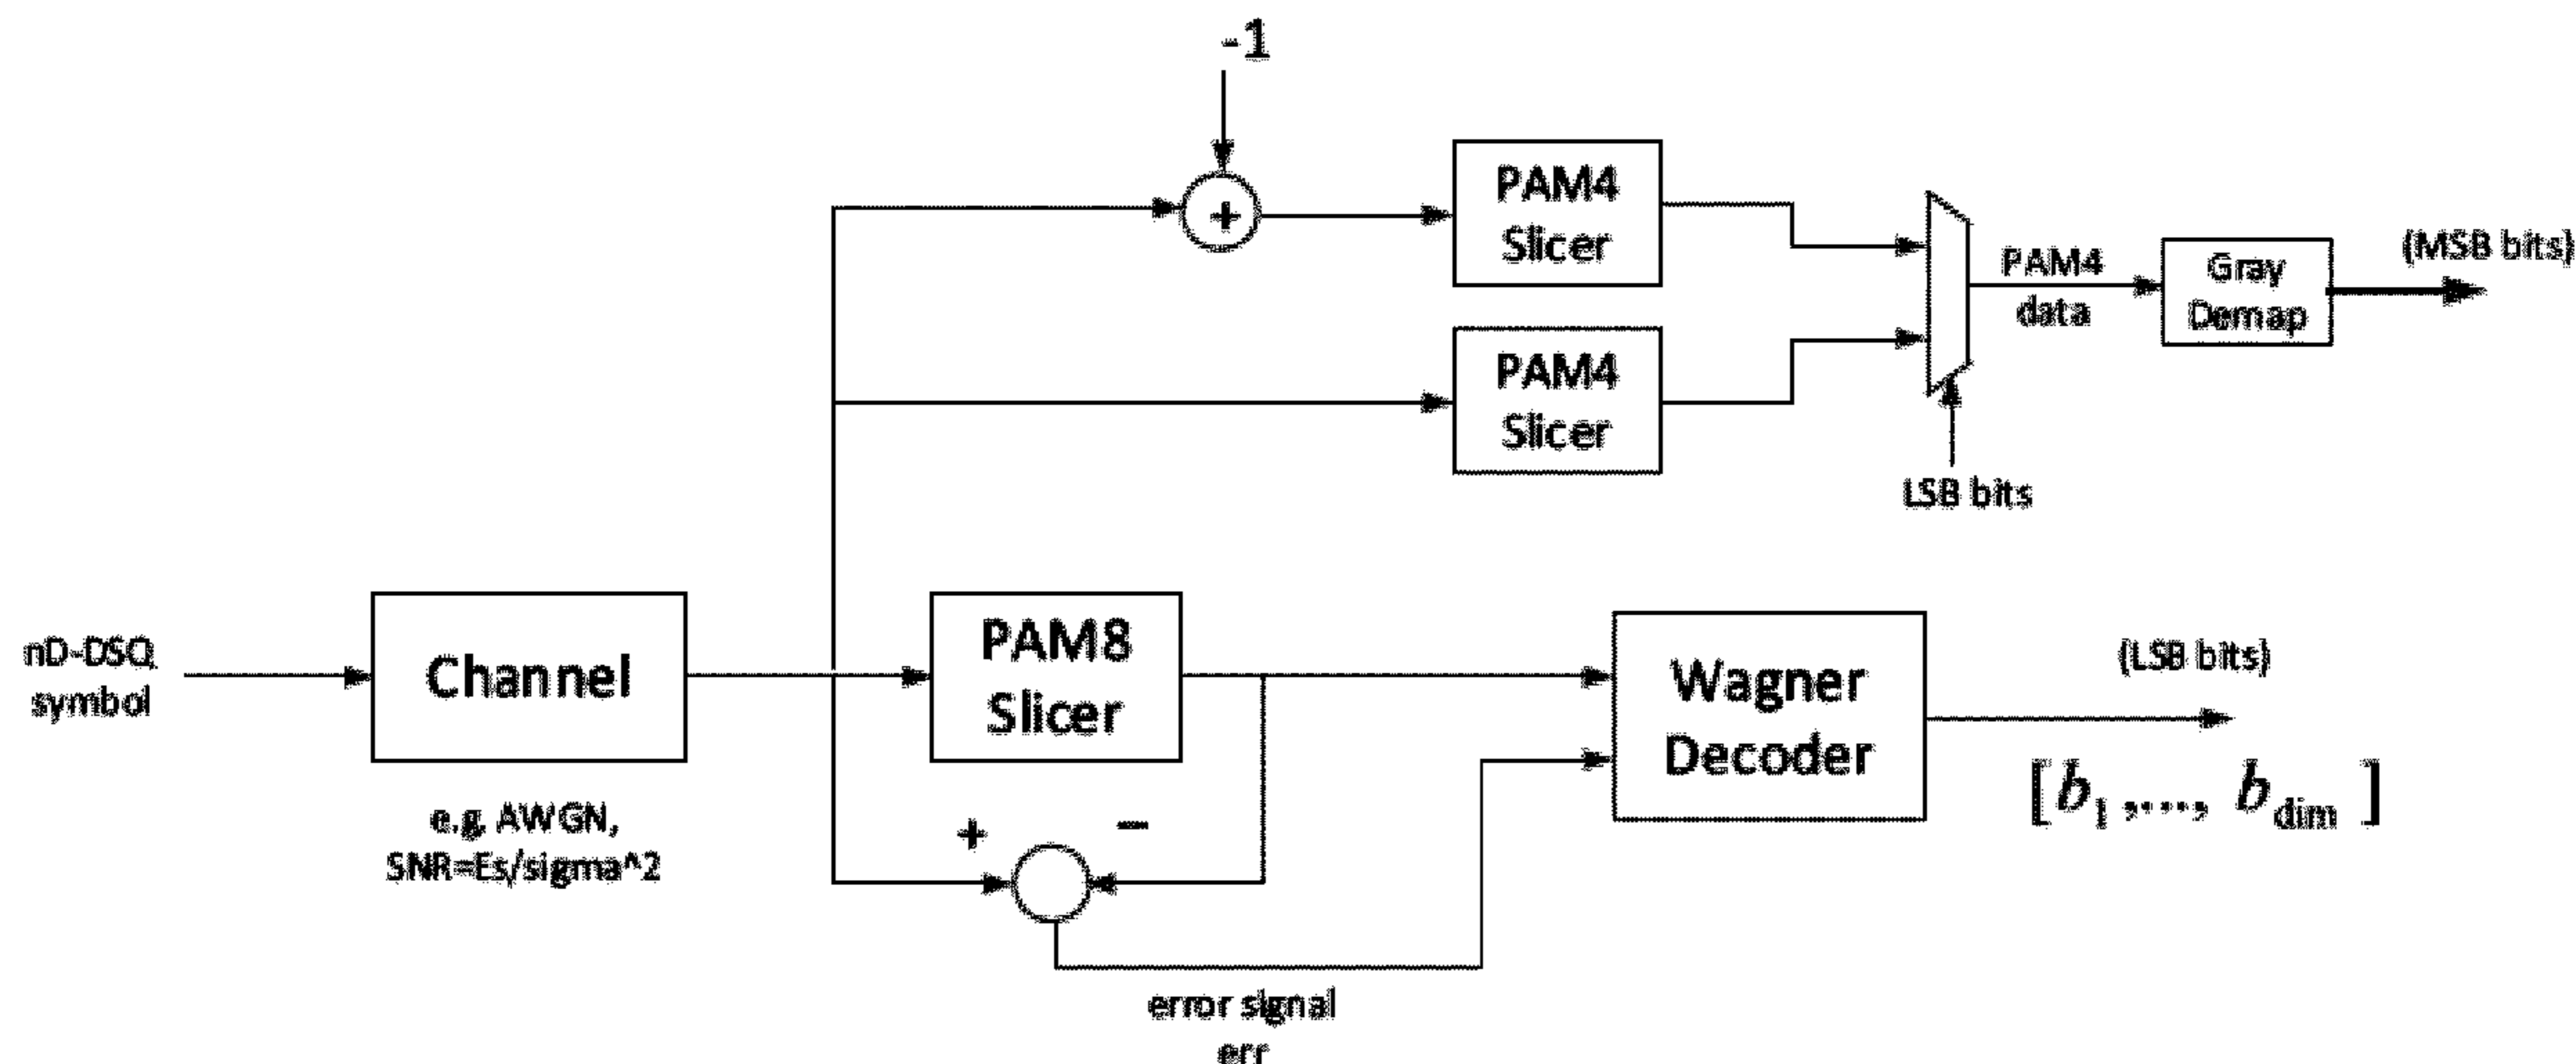 -1
+
PAM4
Slicer
PAM4
data
Gray
Demap
(MSB bits)
PAM4
Slicer
LSB bits
nD-DSQ
symbol
Channel
e.g. AWGN,
SNR=Es/sigma^2
PAM8
Slicer
+
−
error signal
err
Wagner
Decoder
(LSB bits)
[b1,..., bdim]